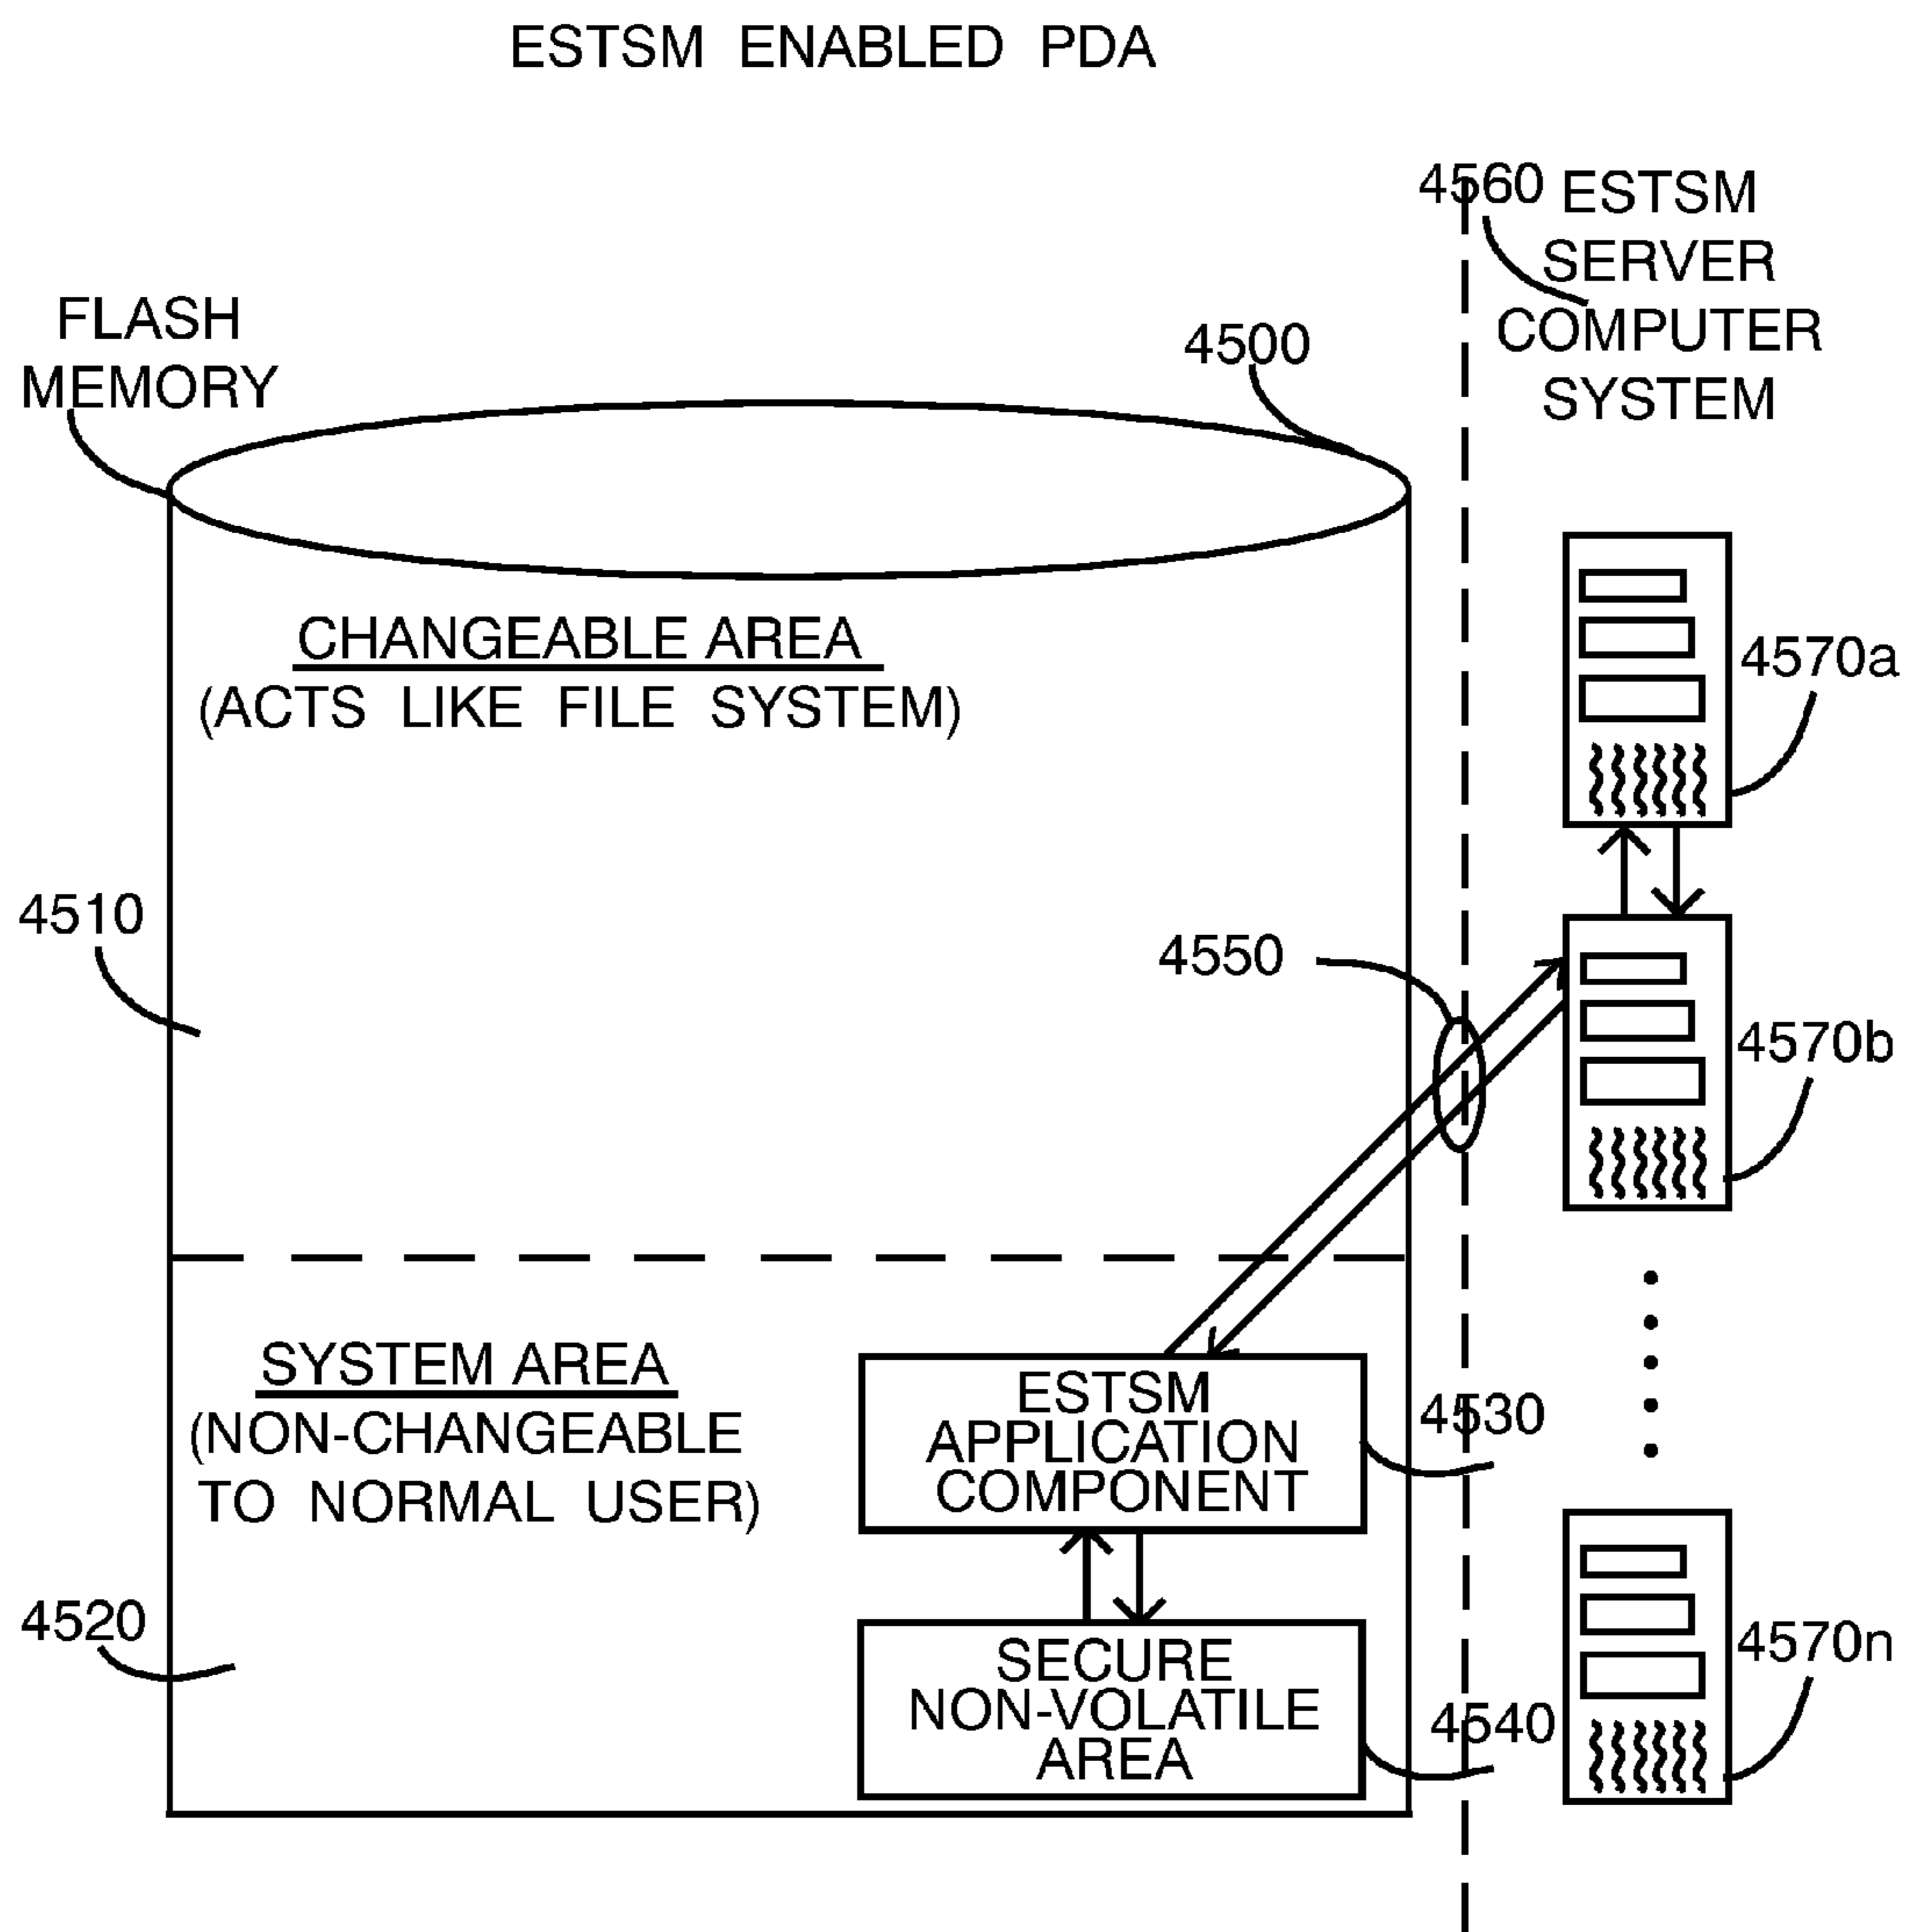 ESTSM ENABLED PDA
4560
ESTSM
SERVER
COMPUTER
SYSTEM
FLASH
MEMORY
4500
CHANGEABLE AREA
(ACTS LIKE FILE SYSTEM)
4570a
4510
4550
4570b
SYSTEM AREA
(NON-CHANGEABLE
TO NORMAL USER)
ESTSM
APPLICATION
COMPONENT
4530
4520
SECURE
NON-VOLATILE
AREA
4540
4570n